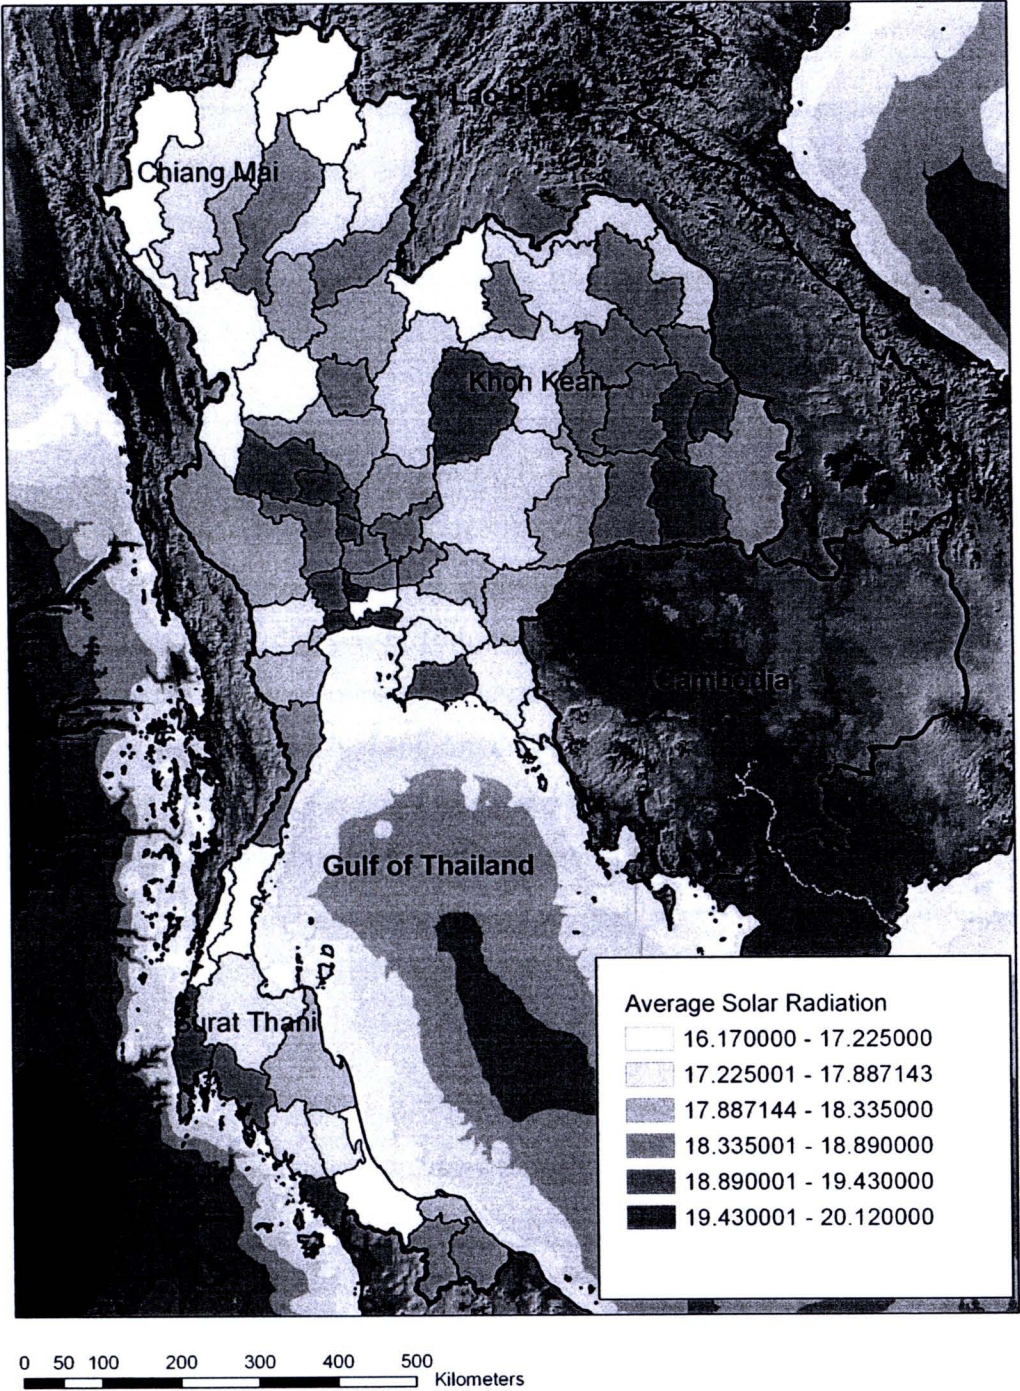 Lao PDR
Chiang Mai
Khon Kean
Cambodia
Gulf of Thailand
Surat Thani
Average Solar Radiation
16.170000 - 17.225000
17.225001 - 17.887143
17.887144 - 18.335000
18.335001 - 18.890000
18.890001 - 19.430000
19.430001 - 20.120000
0 50 100 200 300 400 500
Kilometers